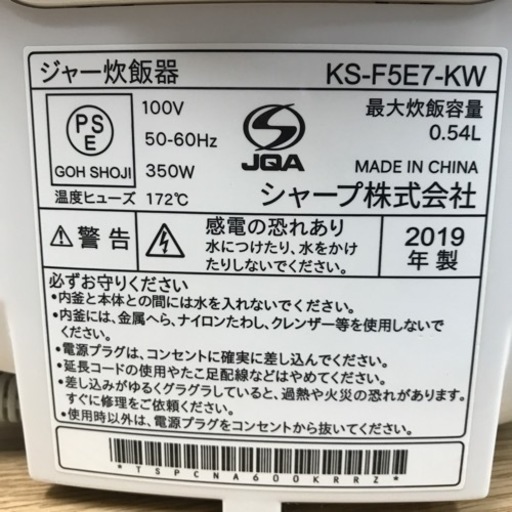 ジャー炊飯器 KS-F5E7-KW
PS
E
GOH SHOJI
100V
50-60Hz
350W
温度ヒューズ 172℃
JQA
最大炊飯容量
0.54L
MADE IN CHINA
シャープ株式会社
警告
感電の恐れあり
水につけたり、水をかけ
たりしないでください。
2019
年製
必ずお守りください
•内釜と本体との間には水を入れないでください。
•内釜には、金属へら、ナイロンたわし、クレンザー等を使用しない
でください。
•電源プラグは、コンセントに確実に差し込んでください。
•延長コードの使用やたこ足配線などはやめてください。
•差し込みがゆるくグラグラしていると、過熱や火災の恐れがあります。
すぐに修理をご依頼ください。
•使用時以外は、電源プラグをコンセントから抜いてください。
*TSPCNA600KRRZ*